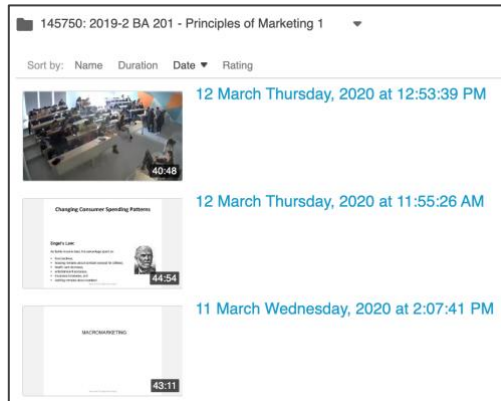 145750: 2019-2 BA 201 - Principles of Marketing 1
Sort by: Name Duration Date Rating
12 March Thursday, 2020 at 12:53:39 PM
40:48
12 March Thursday, 2020 at 11:55:26 AM
Changing Consumer Spending Patterns
Engel's Law:
44:54
11 March Wednesday, 2020 at 2:07:41 PM
MACROMARKETING
43:11